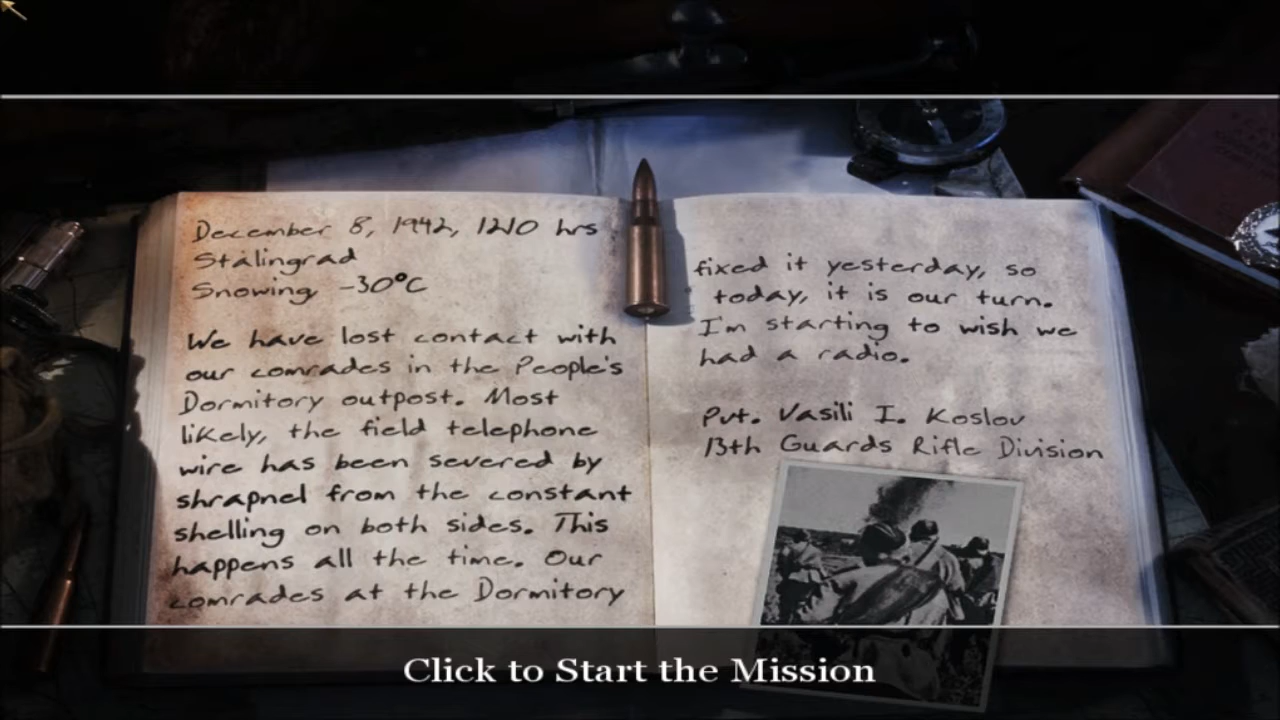 December 8, 1942, 1210 hrs
Stalingrad
Snowing -30°C
We have lost contact with
our comrades in the People's
Dormitory outpost. Most
likely, the field telephone
wire has been severed by
shrapnel from the constant
shelling on both sides. This
happens all the time. Our
comrades at the Dormitory
fixed it yesterday, so
today, it is our turn.
I'm starting to wish we
had a radio.
Pvt. Vasili I. Koslov
13th Guards Rifle Division
Click to Start the Mission